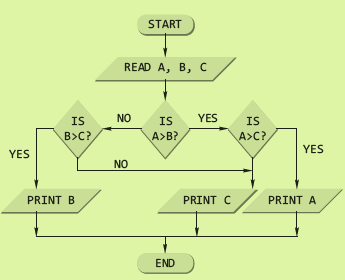 START
READ A, B, C
IS
B>C?
NO
IS
A>B?
YES
IS
A>C?
YES
NO
YES
PRINT B
PRINT C
PRINT A
END